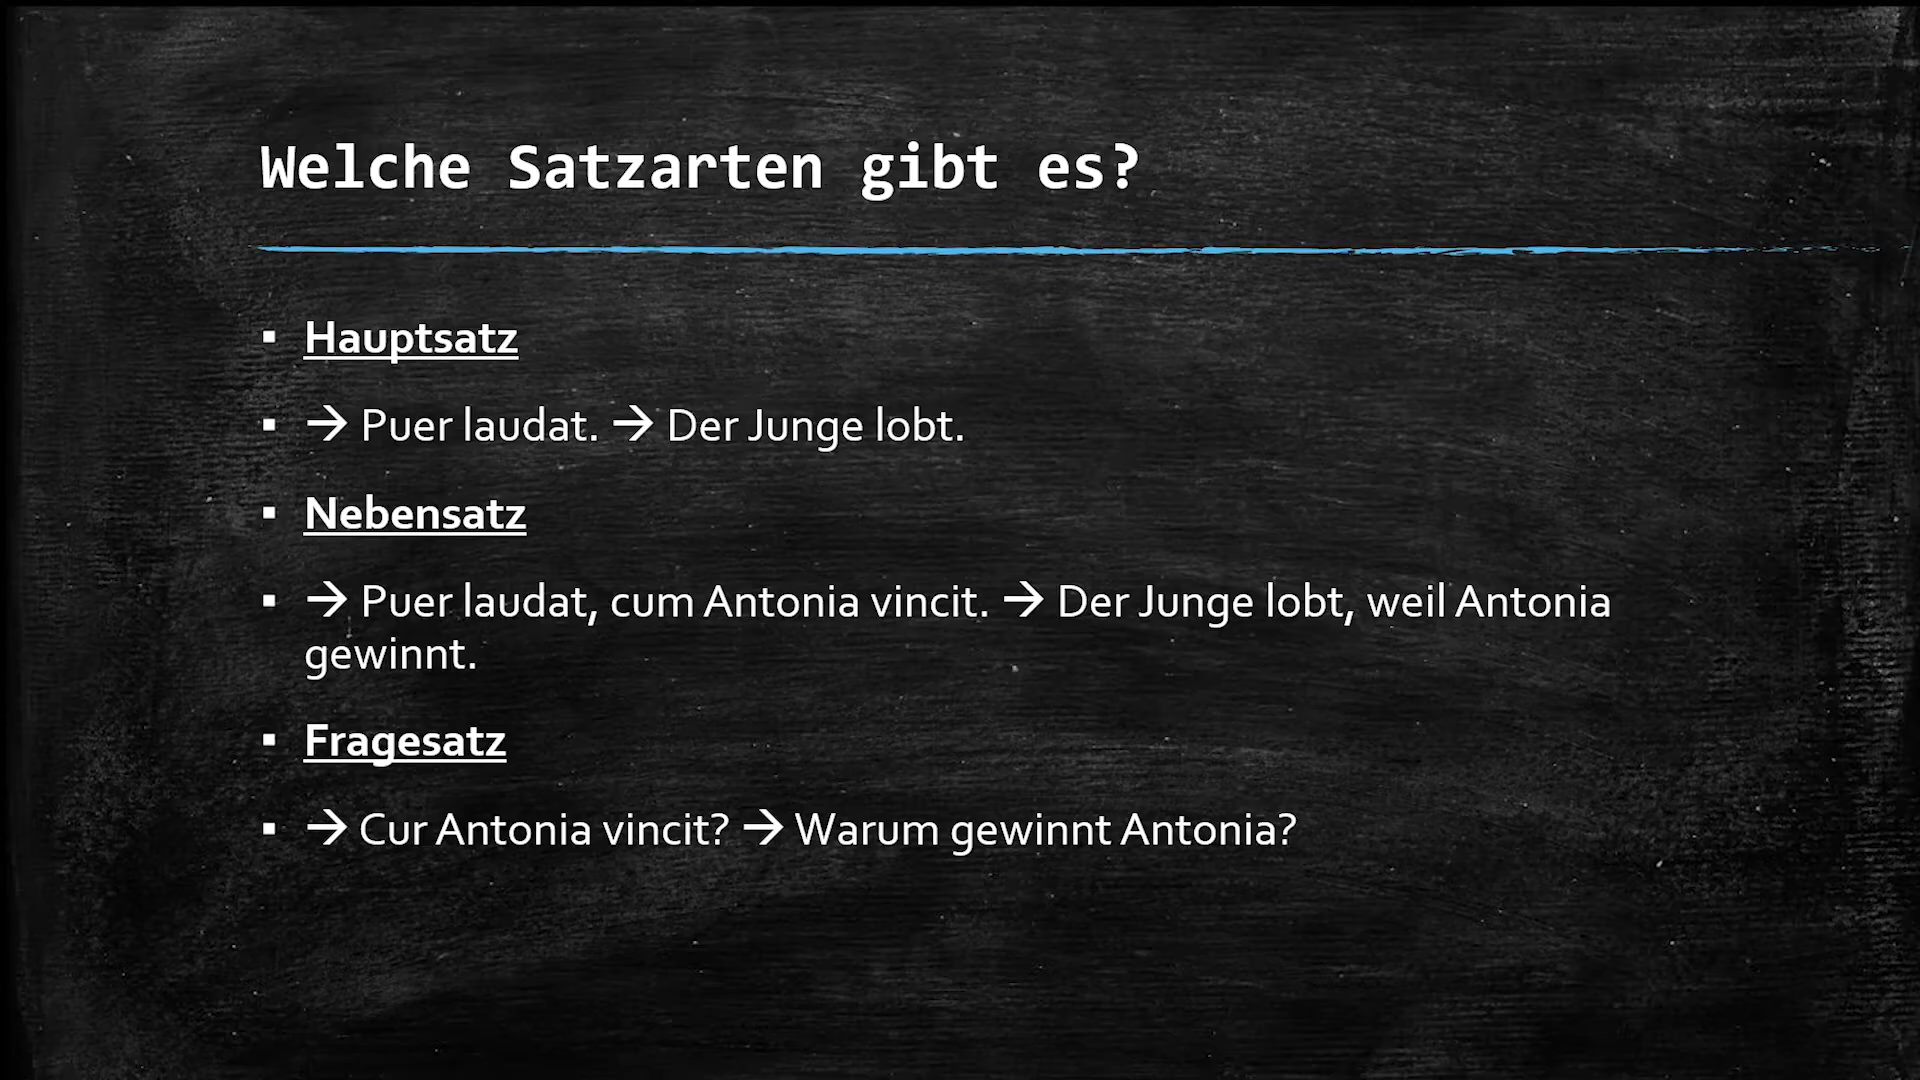 Welche Satzarten gibt es?
▪ Hauptsatz
▪ → Puer laudat. → Der Junge lobt.
▪ Nebensatz
▪ → Puer laudat, cum Antonia vincit. → Der Junge lobt, weil Antonia
gewinnt.
▪ Fragesatz
▪ → Cur Antonia vincit? → Warum gewinnt Antonia?